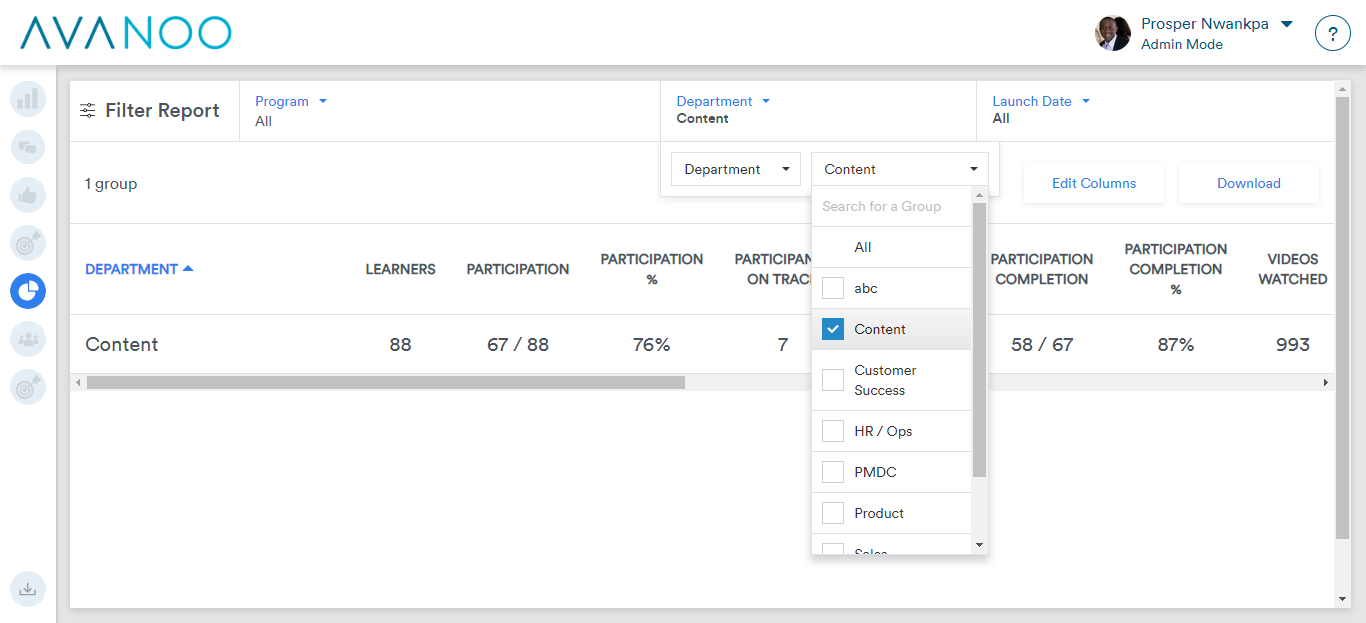 AVANOO
Prosper Nwankpa
Admin Mode
?
Filter Report
Program
All
Department
Content
Launch Date
All
1 group
Department
Content
Edit Columns
Download
Search for a Group
All
abc
Content
Customer
Success
HR / Ops
PMDC
Product
Sales
DEPARTMENT
LEARNERS
PARTICIPATION
PARTICIPATION
%
PARTICIPAN
ON TRAC
PARTICIPATION
COMPLETION
PARTICIPATION
COMPLETION
%
VIDEOS
WATCHED
Content
88
67 / 88
76%
7
58 / 67
87%
993